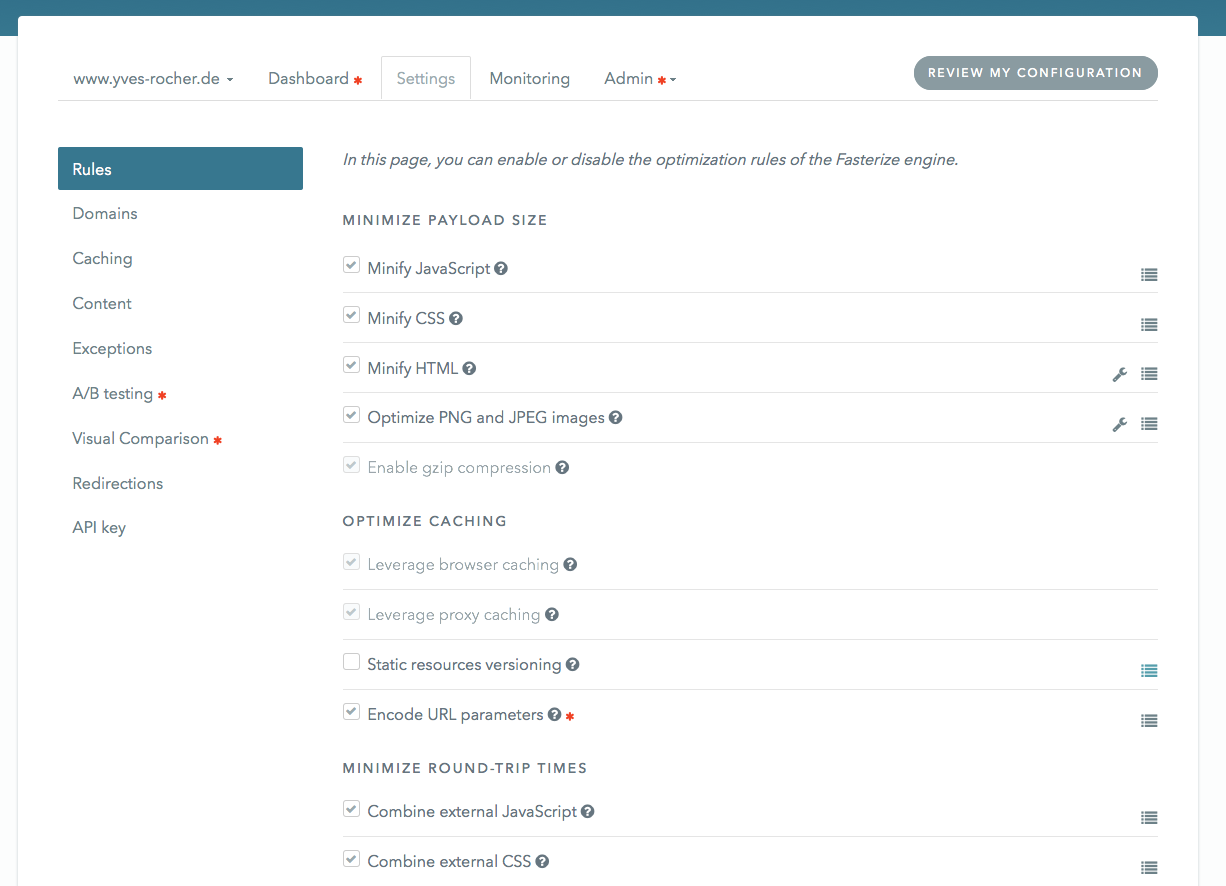 www.yves-rocher.de Dashboard * Settings Monitoring Admin * REVIEW MY CONFIGURATION
Rules
Domains
Caching
Content
Exceptions
A/B testing *
Visual Comparison *
Redirections
API key
In this page, you can enable or disable the optimization rules of the Fasterize engine.
MINIMIZE PAYLOAD SIZE
Minify JavaScript ?
Minify CSS ?
Minify HTML ?
Optimize PNG and JPEG images ?
Enable gzip compression ?
OPTIMIZE CACHING
Leverage browser caching ?
Leverage proxy caching ?
Static resources versioning ?
Encode URL parameters ? *
MINIMIZE ROUND-TRIP TIMES
Combine external JavaScript ?
Combine external CSS ?